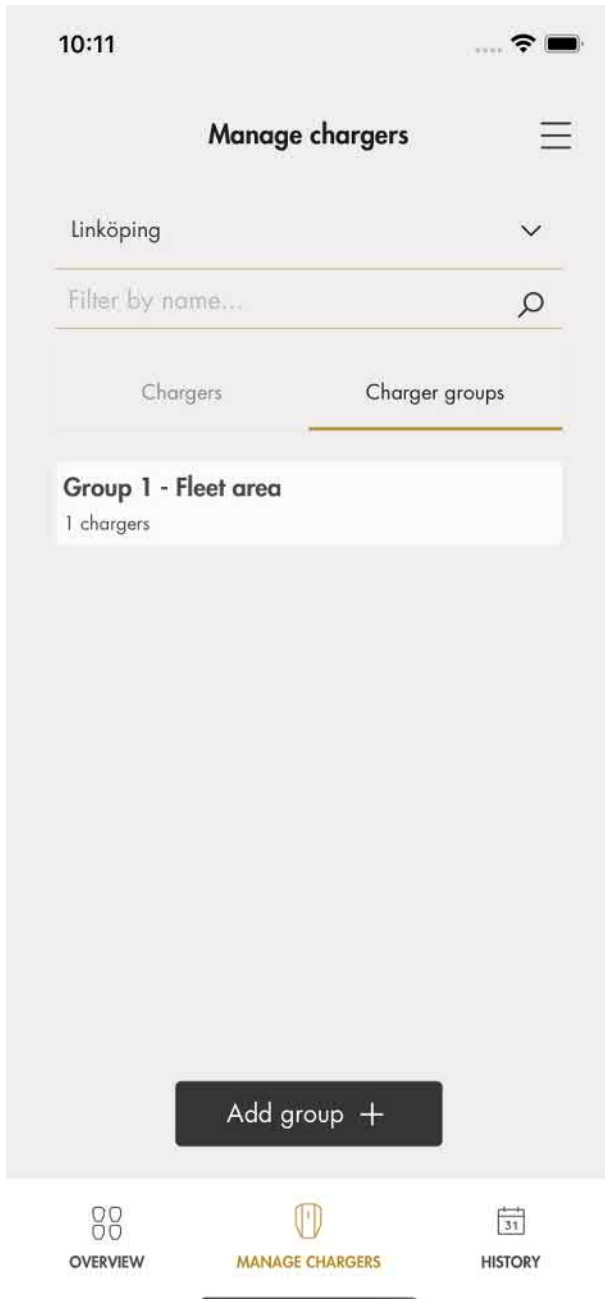 10:11
Manage chargers
Linköping
Filter by name...
Chargers
Charger groups
Group 1 - Fleet area
1 chargers
Add group +
31
OVERVIEW
MANAGE CHARGERS
HISTORY